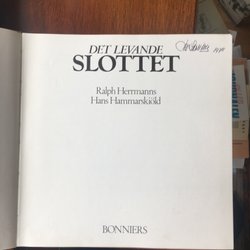 DET LEVANDE
SLOTTET
Ralph Herrmanns
Hans Hammarskiöld
BONNIERS